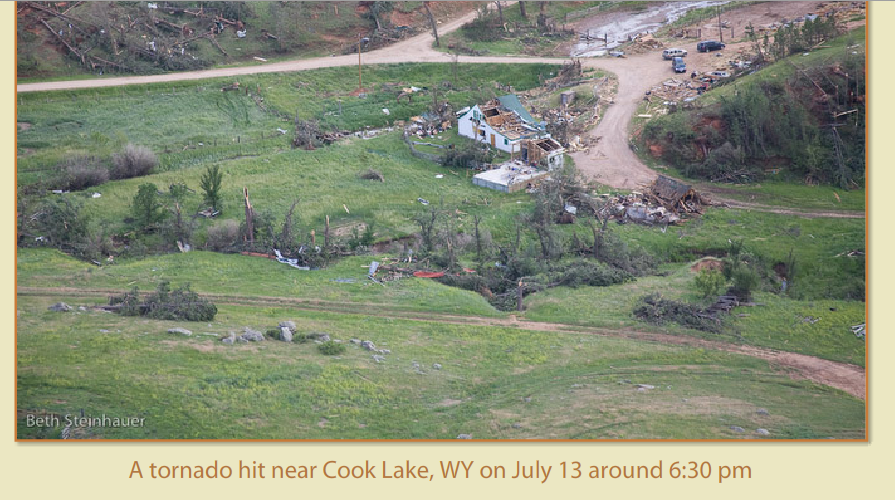 Beth Steinhauer
A tornado hit near Cook Lake, WY on July 13 around 6:30 pm